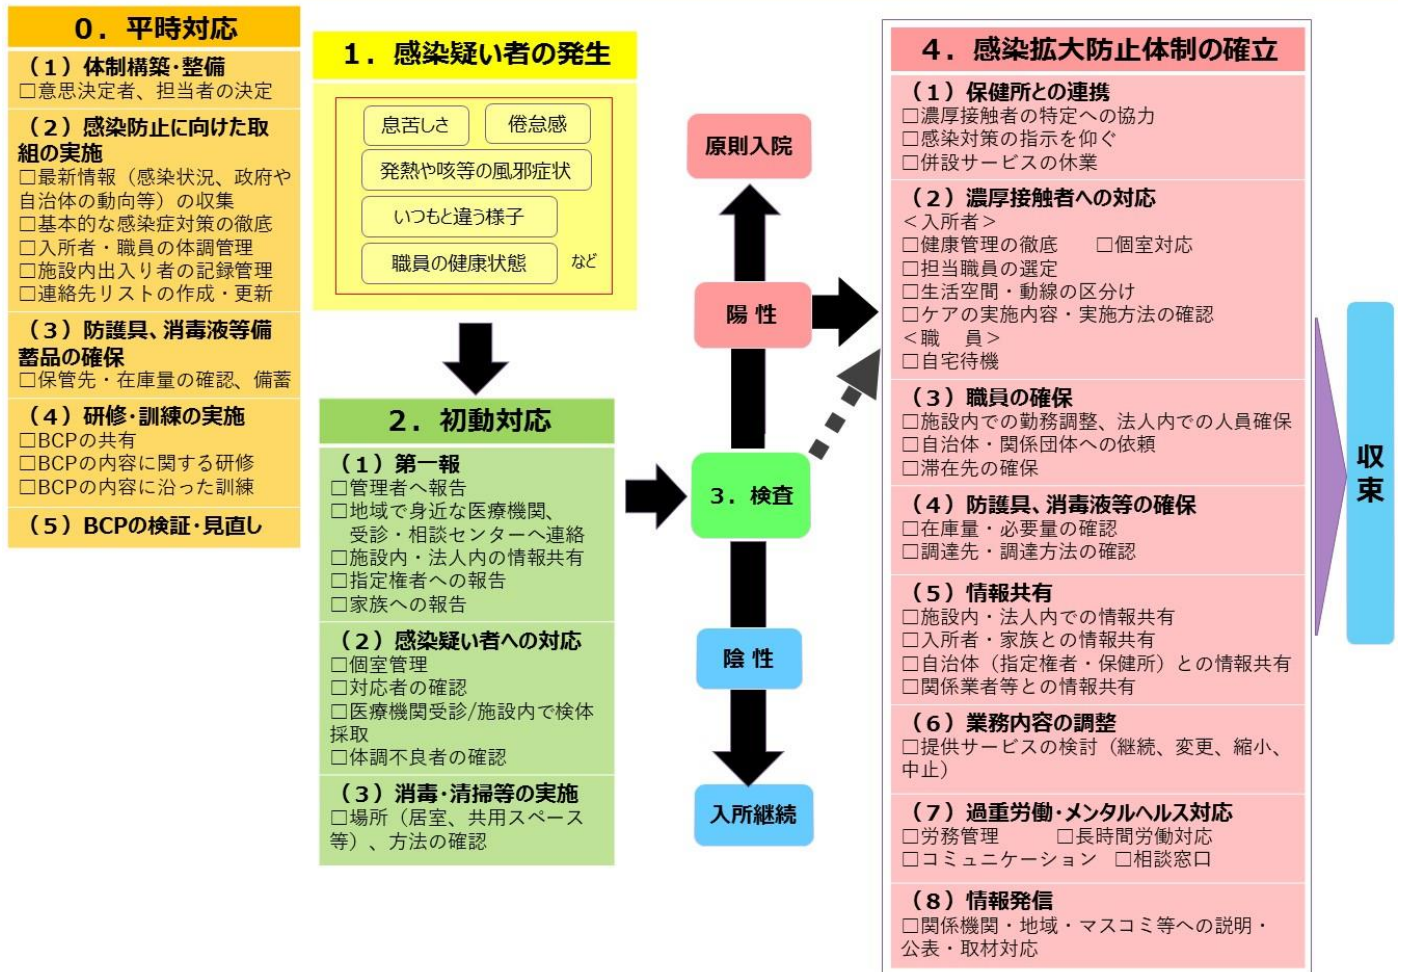 0．平時対応
（1）体制構築・整備
□意思決定者、担当者の決定
（2）感染防止に向けた取
組の実施
□最新情報（感染状況、政府や
自治体の動向等）の収集
□基本的な感染症対策の徹底
□入所者・職員の体調管理
□施設内出入り者の記録管理
□連絡先リストの作成・更新
（3）防護具、消毒液等備
蓄品の確保
□保管先・在庫量の確認、備蓄
（4）研修・訓練の実施
□BCPの共有
□BCPの内容に関する研修
□BCPの内容に沿った訓練
（5）BCPの検証・見直し
1．感染疑い者の発生
息苦しさ
倦怠感
発熱や咳等の風邪症状
いつもと違う様子
職員の健康状態
など
2．初動対応
（1）第一報
□管理者へ報告
□地域で身近な医療機関、
受診・相談センターへ連絡
□施設内・法人内の情報共有
□指定権者への報告
□家族への報告
（2）感染疑い者への対応
□個室管理
□対応者の確認
□医療機関受診/施設内で検体
採取
□体調不良者の確認
（3）消毒・清掃等の実施
□場所（居室、共用スペース
等）、方法の確認
原則入院
陽性
3．検査
陰性
入所継続
4．感染拡大防止体制の確立
（1）保健所との連携
□濃厚接触者の特定への協力
□感染対策の指示を仰ぐ
□併設サービスの休業
（2）濃厚接触者への対応
＜入所者＞
□健康管理の徹底　　□個室対応
□担当職員の選定
□生活空間・動線の区分け
□ケアの実施内容・実施方法の確認
＜職　員＞
□自宅待機
（3）職員の確保
□施設内での勤務調整、法人内での人員確保
□自治体・関係団体への依頼
□滞在先の確保
（4）防護具、消毒液等の確保
□在庫量・必要量の確認
□調達先・調達方法の確認
（5）情報共有
□施設内・法人内での情報共有
□入所者・家族との情報共有
□自治体（指定権者・保健所）との情報共有
□関係業者等との情報共有
（6）業務内容の調整
□提供サービスの検討（継続、変更、縮小、
中止）
（7）過重労働・メンタルヘルス対応
□労務管理　　　□長時間労働対応
□コミュニケーション　□相談窓口
（8）情報発信
□関係機関・地域・マスコミ等への説明・
公表・取材対応
収束